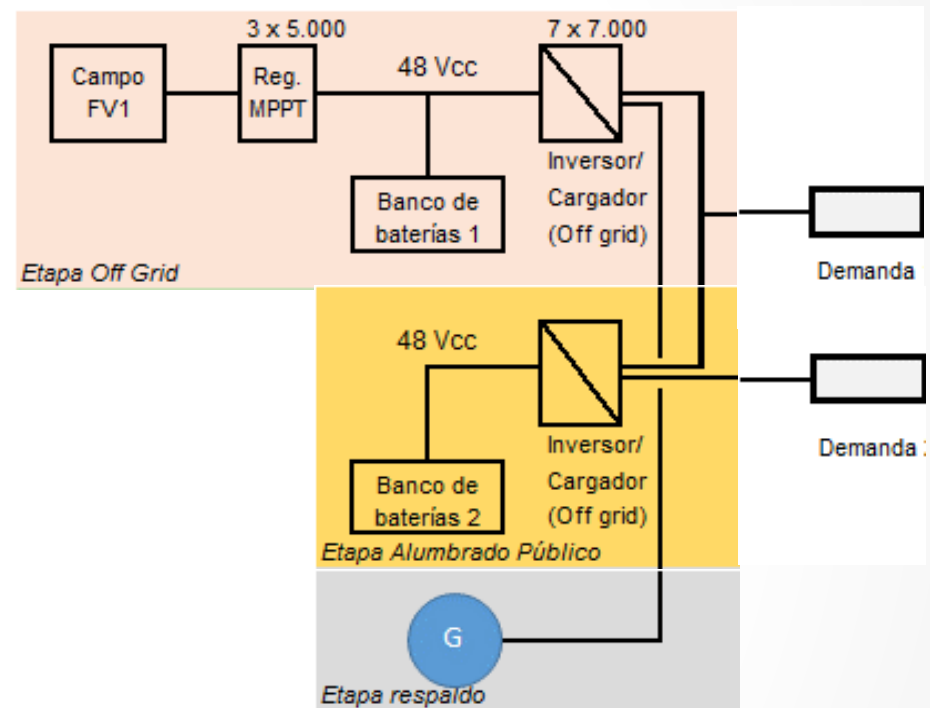 3 x 5.000
7 x 7.000
Campo
FV1
Reg.
MPPT
48 Vcc
Inversor/
Cargador
(Off grid)
Banco de
baterías 1
Etapa Off Grid
Demanda
48 Vcc
Inversor/
Cargador
(Off grid)
Banco de
baterías 2
Etapa Alumbrado Público
Demanda
G
Etapa respaldo